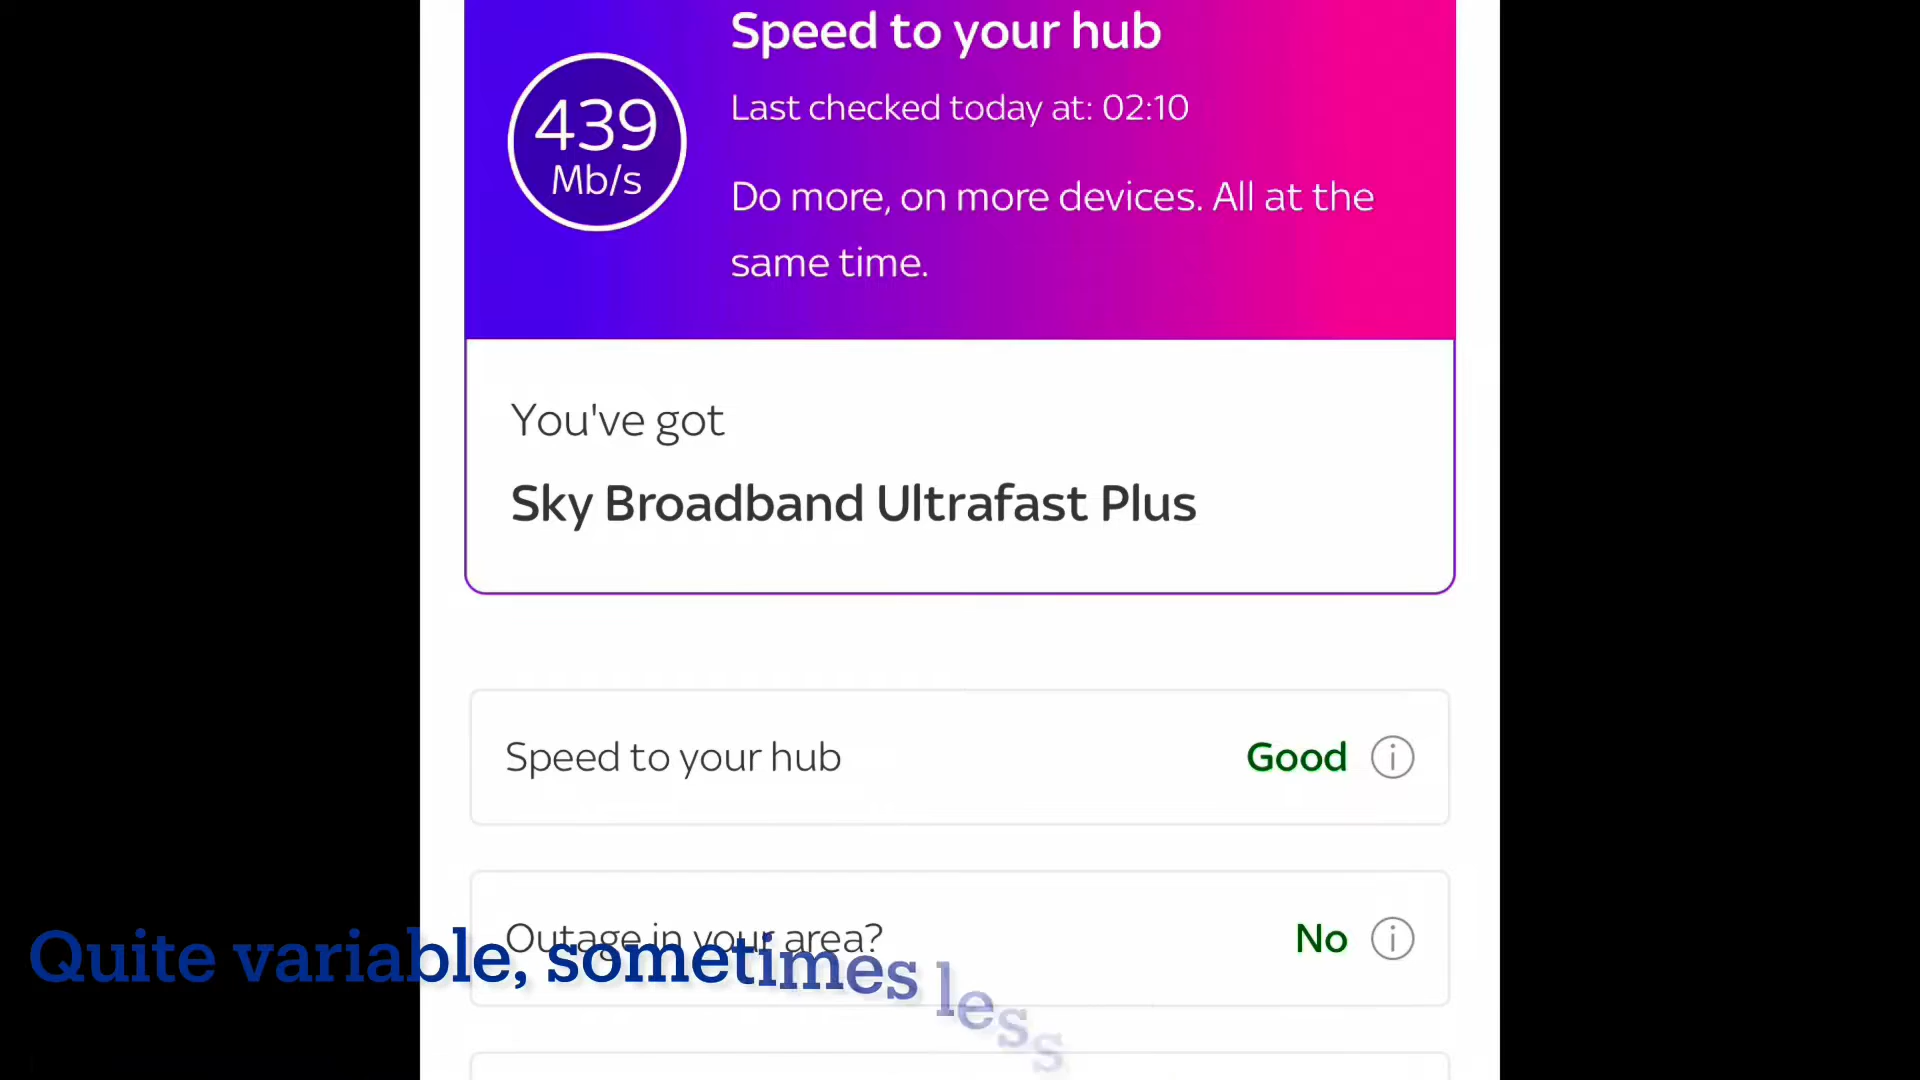 Speed to your hub
439
Mb/s
Last checked today at: 02:10
Do more, on more devices. All at the
same time.
You've got
Sky Broadband Ultrafast Plus
Speed to your hub Good
Outage in your area? No
Quite variable, sometimes less